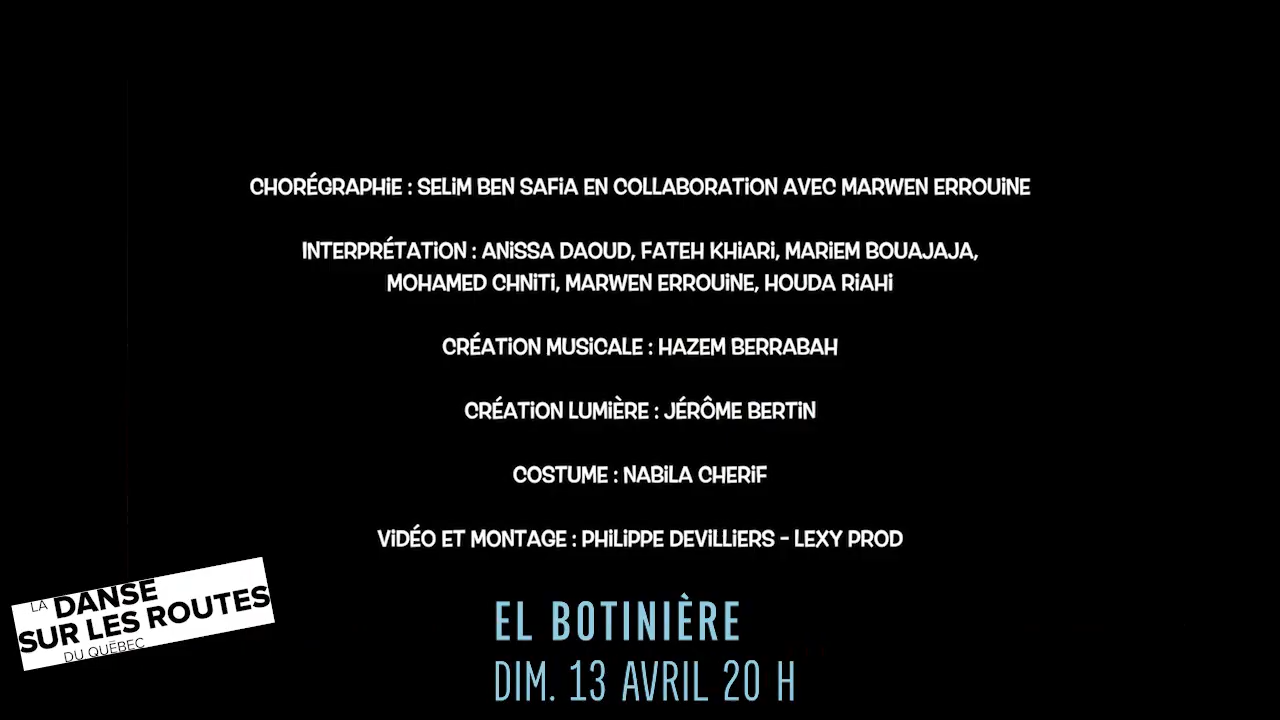 CHORÉGRAPHiE : SELiM BEN SAFiA EN COLLABORATiON AVEC MARWEN ERROUiNE
INTERPRÉTATiON : ANiSSA DAOUD, FATEH KHiARi, MARiEM BOUAJAJA,
MOHAMED CHNiTi, MARWEN ERROUiNE, HOUDA RiAHi
CRÉATiON MUSiCALE : HAZEM BERRABAH
CRÉATiON LUMiÈRE : JÉRÔME BERTiN
COSTUME : NABiLA CHERiF
ViDÉO ET MONTAGE : PHiLiPPE DEViLLiERS - LEXY PROD
LA DANSE
SUR LES ROUTES
DU QUÉBEC
EL BOTINIÈRE
DIM. 13 AVRIL 20 H